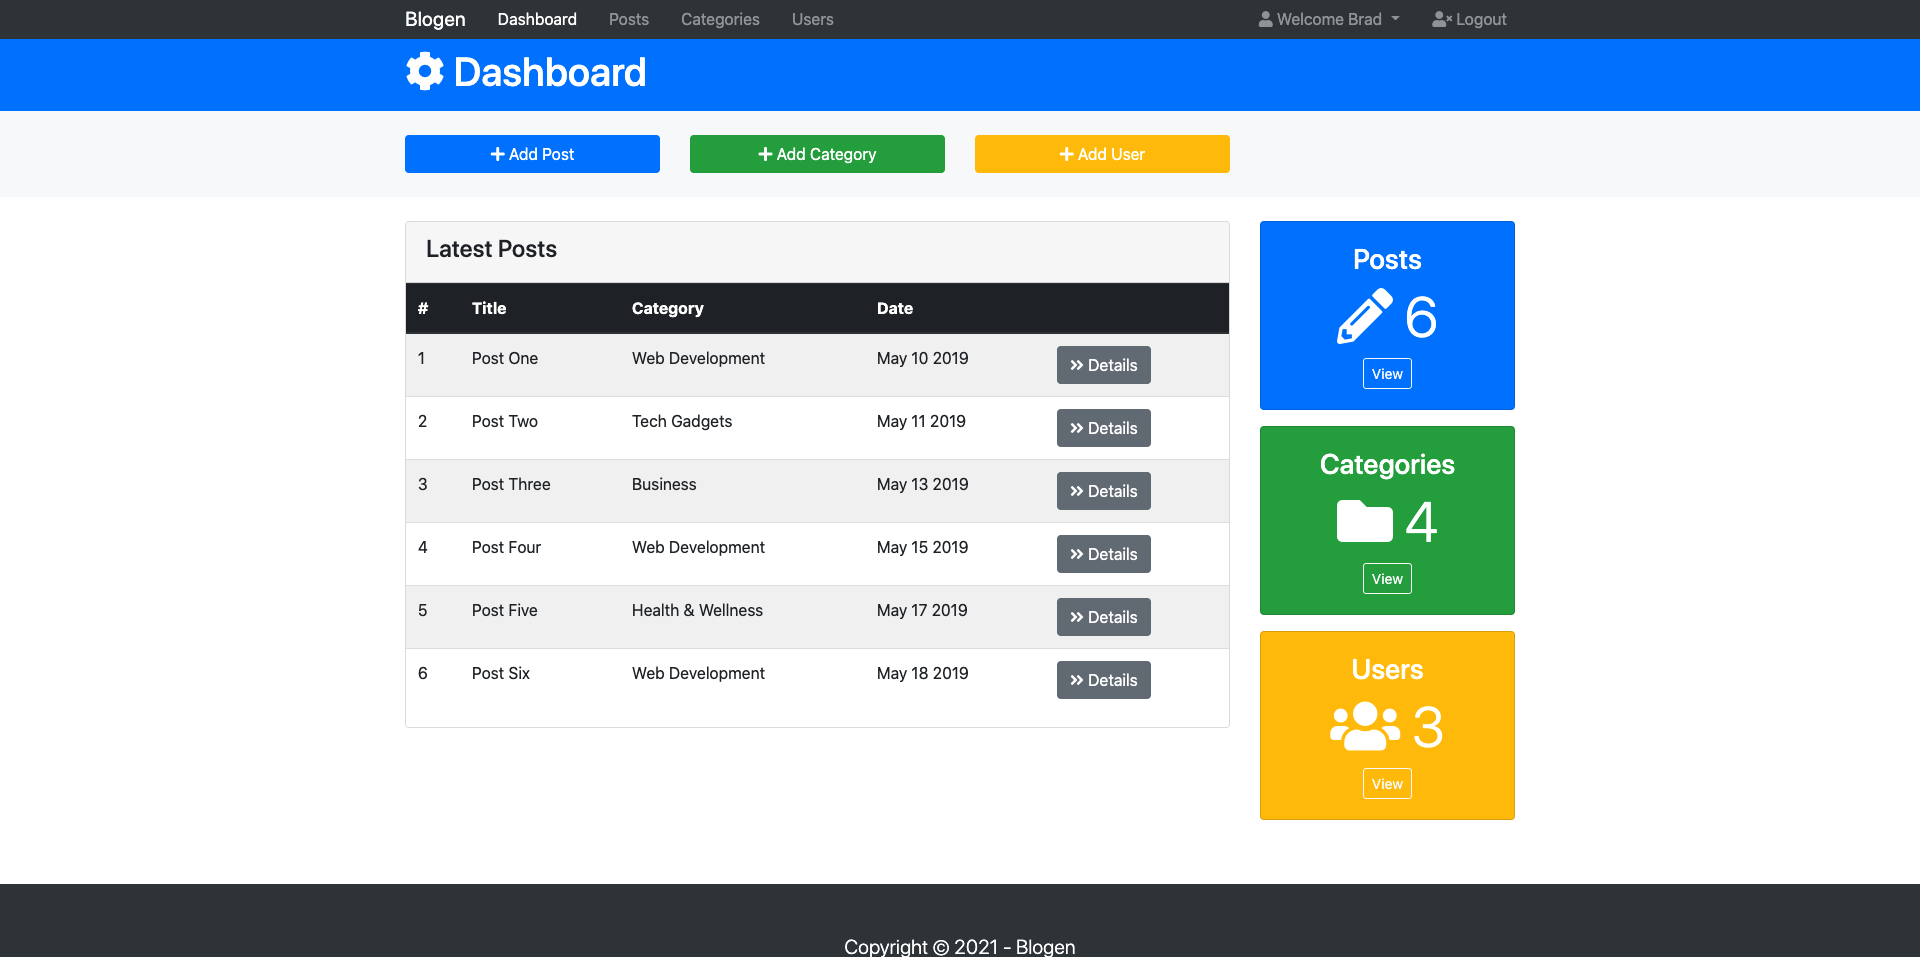 Blogen Dashboard Posts Categories Users Welcome Brad Logout
Dashboard
Add Post Add Category Add User
Latest Posts
# Title Category Date
1 Post One Web Development May 10 2019 Details
2 Post Two Tech Gadgets May 11 2019 Details
3 Post Three Business May 13 2019 Details
4 Post Four Web Development May 15 2019 Details
5 Post Five Health & Wellness May 17 2019 Details
6 Post Six Web Development May 18 2019 Details
Posts
6
View
Categories
4
View
Users
3
View
Copyright © 2021 - Blogen